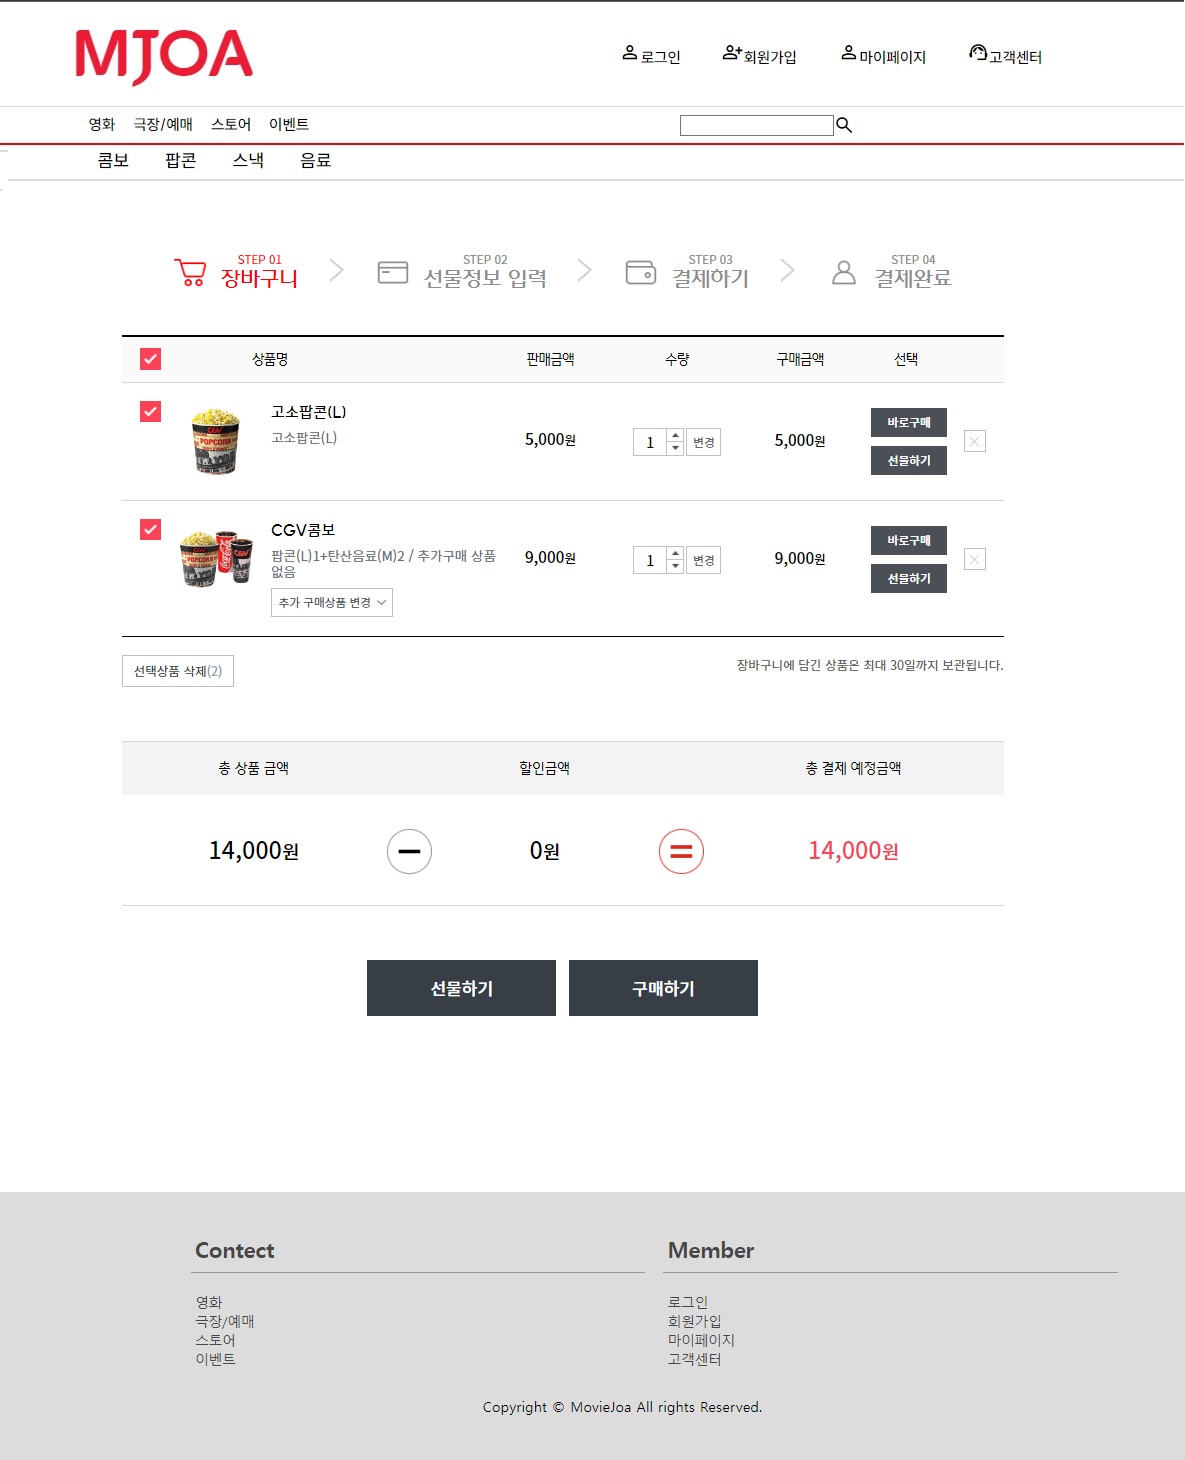 MJOA
로그인 회원가입 마이페이지 고객센터
영화 극장/예매 스토어 이벤트
콤보 팝콘 스낵 음료
STEP 01 STEP 02 STEP 03 STEP 04
장바구니 선물정보 입력 결제하기 결제완료
상품명 판매금액 수량 구매금액 선택
고소팝콘(L)
고소팝콘(L)
5,000원 1 변경 5,000원
바로구매
선물하기
POPCORN
CGV콤보
팝콘(L)1+탄산음료(M)2 / 추가구매 상품
없음
9,000원 1 변경 9,000원
바로구매
선물하기
추가 구매상품 변경
선택상품 삭제(2)
장바구니에 담긴 상품은 최대 30일까지 보관됩니다.
총 상품 금액 할인금액 총 결제 예정금액
14,000원 0원 14,000원
선물하기 구매하기
Contect
영화
극장/예매
스토어
이벤트
Member
로그인
회원가입
마이페이지
고객센터
Copyright © MovieJoa All rights Reserved.